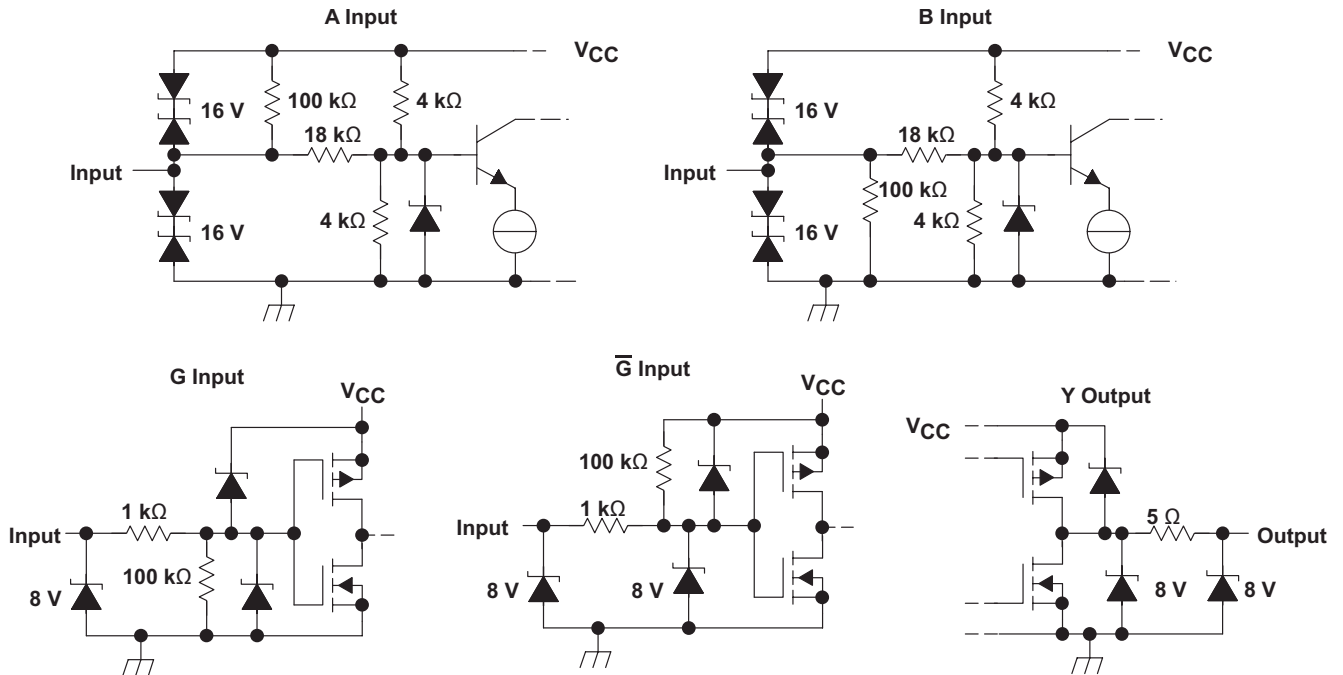 A Input
B Input
VCC
VCC
16 V
100 kΩ
4 kΩ
4 kΩ
16 V
18 kΩ
18 kΩ
Input
Input
100 kΩ
16 V
4 kΩ
16 V
4 kΩ
G Input
G̅ Input
VCC
VCC
Y Output
VCC
100 kΩ
1 kΩ
1 kΩ
5 Ω
Input
Input
Output
100 kΩ
8 V
8 V
8 V
8 V
8 V